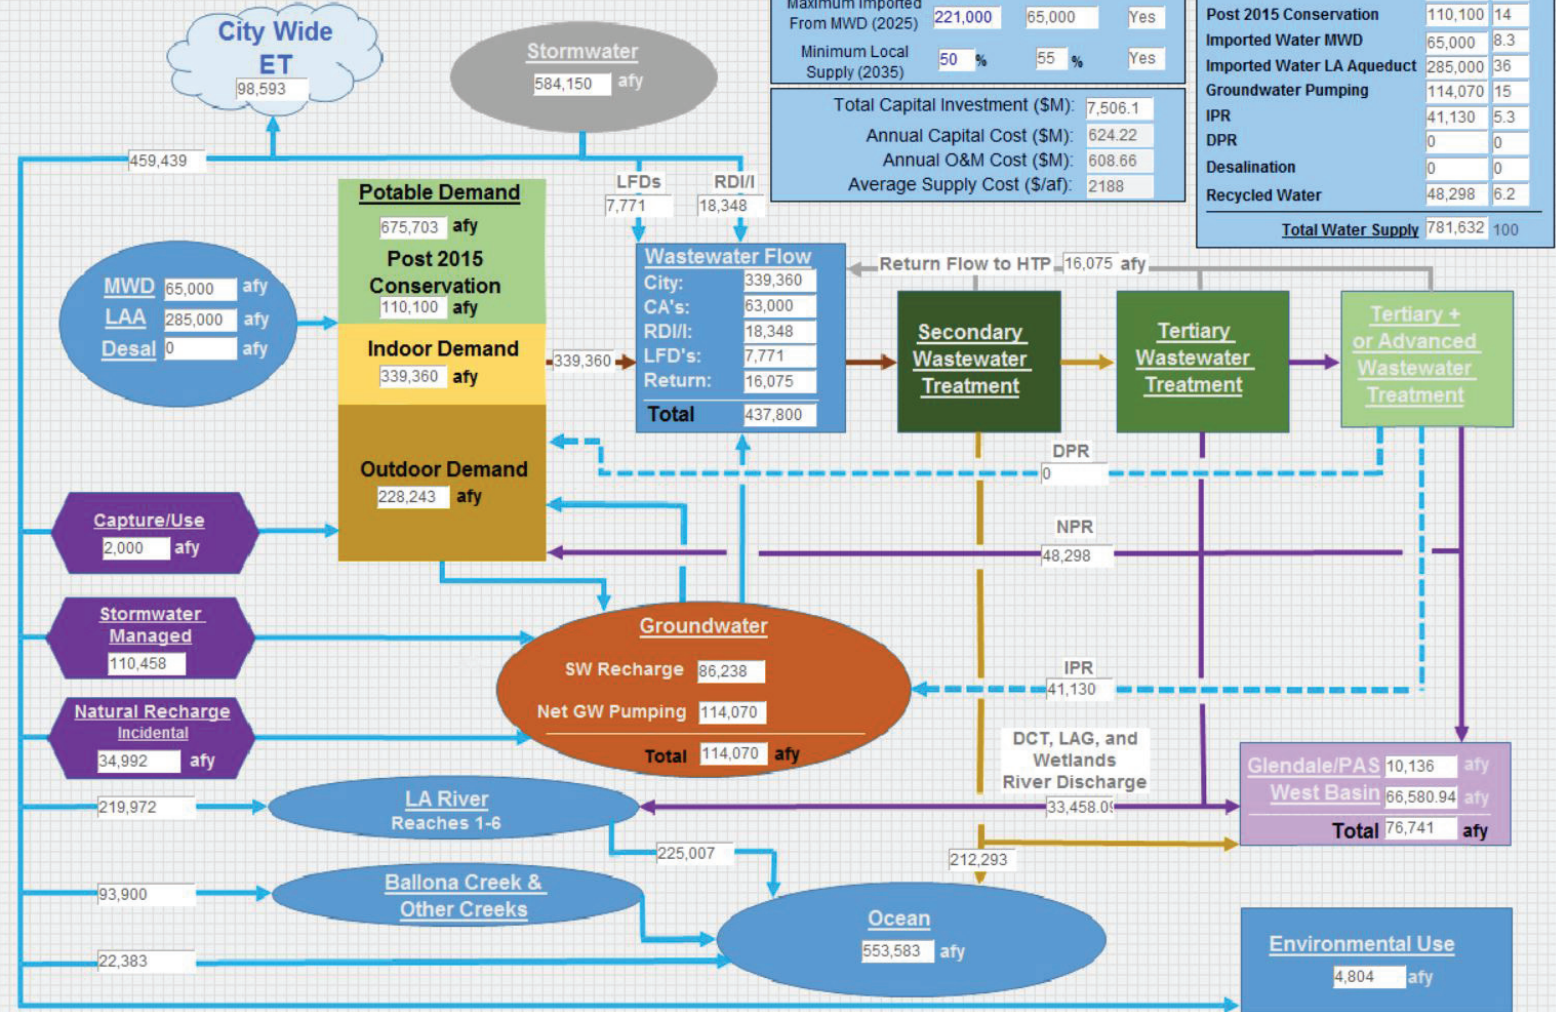 City Wide
ET
98,593
Stormwater
584,150 afy
Maximum Imported
From MWD (2025) 221,000 65,000 Yes
Minimum Local
Supply (2035) 50 % 55 % Yes
Total Capital Investment ($M): 7,506.1
Annual Capital Cost ($M): 624.22
Annual O&M Cost ($M): 608.66
Average Supply Cost ($/af): 2188
Post 2015 Conservation 110,100 14
Imported Water MWD 65,000 8.3
Imported Water LA Aqueduct 285,000 36
Groundwater Pumping 114,070 15
IPR 41,130 5.3
DPR 0 0
Desalination 0 0
Recycled Water 48,298 6.2
Total Water Supply 781,632 100
459,439
LFDs
7,771
RDI/I
18,348
Potable Demand
675,703 afy
Post 2015
Conservation
110,100 afy
Indoor Demand
339,360 afy
Outdoor Demand
228,243 afy
MWD 65,000 afy
LAA 285,000 afy
Desal 0 afy
339,360
Wastewater Flow
City: 339,360
CA's: 63,000
RDI/I: 18,348
LFD's: 7,771
Return: 16,075
Total 437,800
Return Flow to HTP 16,075 afy
Secondary
Wastewater
Treatment
Tertiary
Wastewater
Treatment
Tertiary +
or Advanced
Wastewater
Treatment
DPR
0
NPR
48,298
IPR
41,130
Capture/Use
2,000 afy
Stormwater
Managed
110,458
Natural Recharge
Incidental
34,992 afy
Groundwater
SW Recharge 86,238
Net GW Pumping 114,070
Total 114,070 afy
DCT, LAG, and
Wetlands
River Discharge
33,458.09
Glendale/PAS 10,136 afy
West Basin 66,580.94 afy
Total 76,741 afy
219,972
LA River
Reaches 1-6
225,007
212,293
93,900
Ballona Creek &
Other Creeks
22,383
Ocean
553,583 afy
Environmental Use
4,804 afy